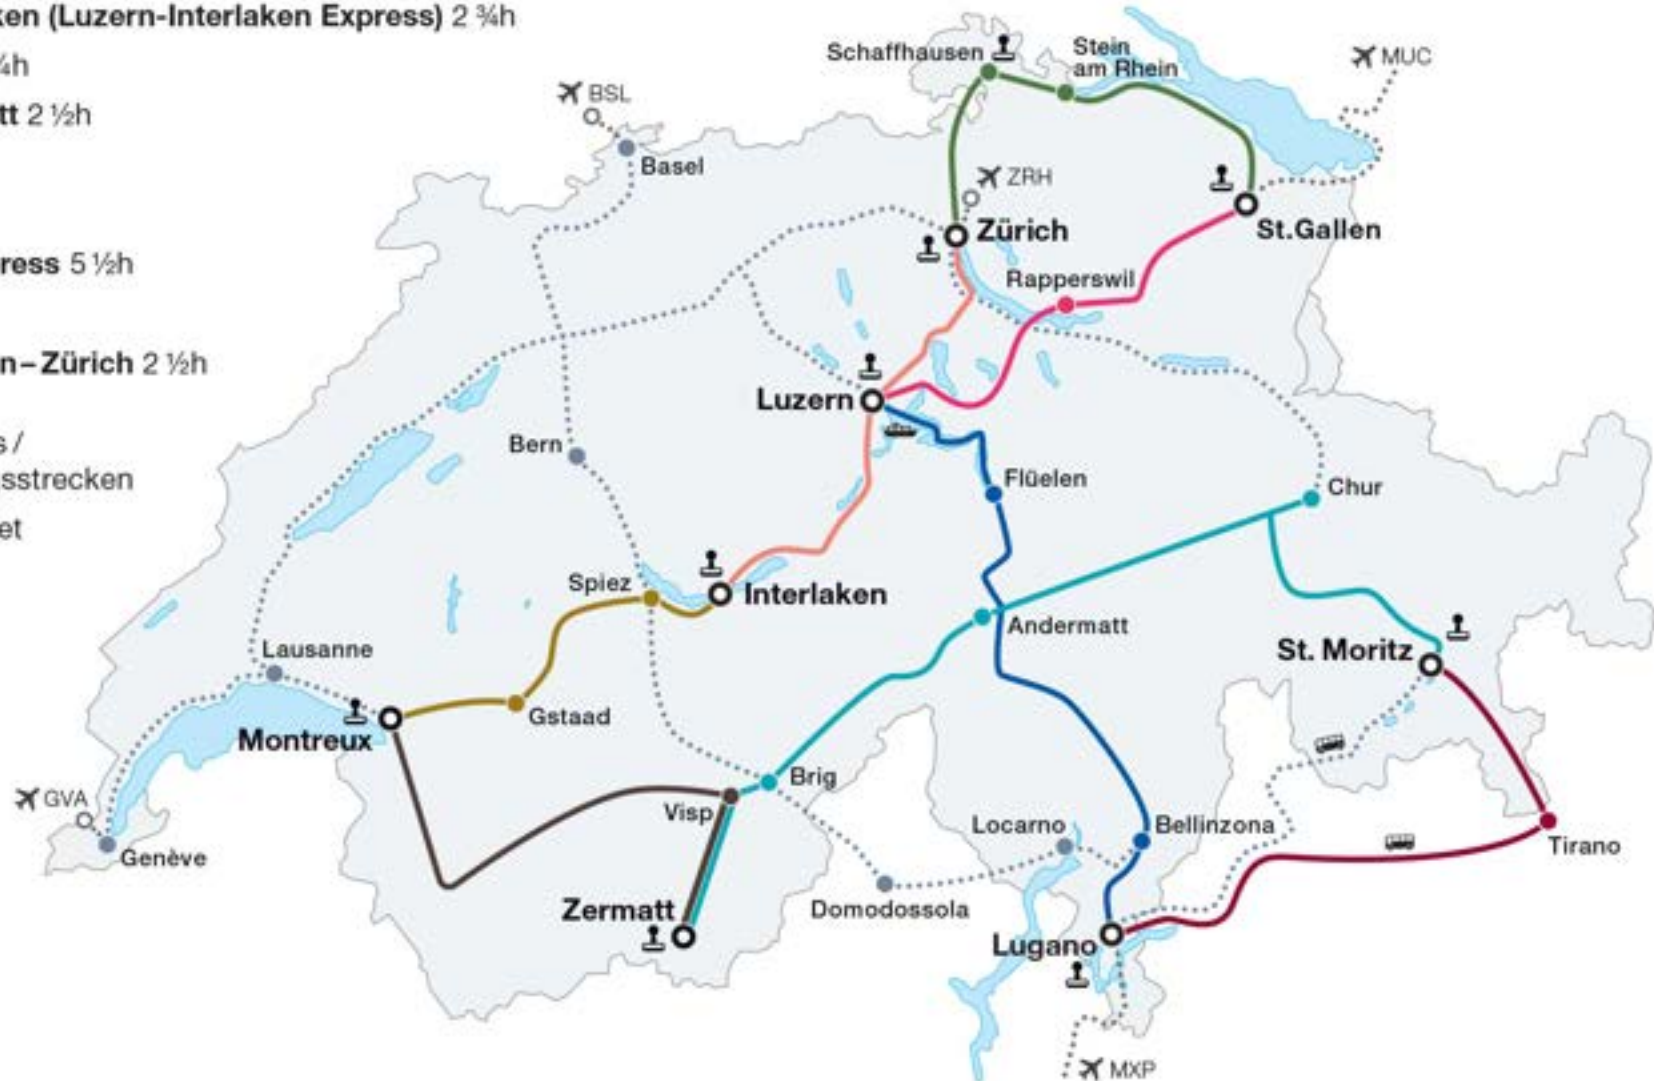 ken (Luzern-Interlaken Express) 2 ¾h
¼h
tt 2 ½h
ress 5 ½h
n – Zürich 2 ½h
s /
sstrecken
et
Schaffhausen
Stein
am Rhein
MUC
BSL
Basel
ZRH
Zürich
St.Gallen
Rapperswil
Luzern
Bern
Flüelen
Chur
Spiez
Interlaken
Andermatt
Lausanne
St. Moritz
Montreux
Gstaad
Brig
Visp
GVA
Genève
Locarno
Bellinzona
Tirano
Zermatt
Domodossola
Lugano
MXP